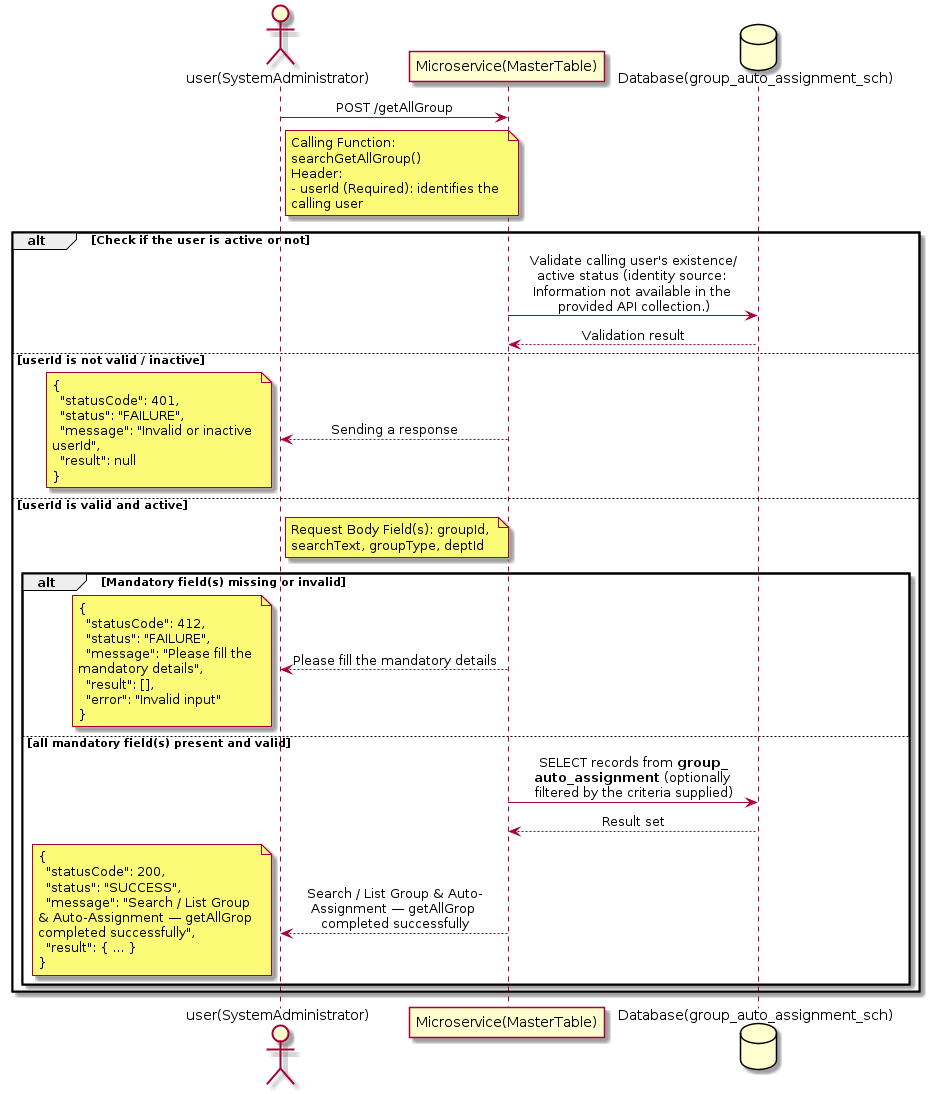 user(SystemAdministrator)
Microservice(MasterTable)
Database(group_auto_assignment_sch)
POST /getAllGroup
Calling Function:
searchGetAllGroup()
Header:
- userId (Required): identifies the
calling user
alt
[Check if the user is active or not]
Validate calling user's existence/
active status (identity source:
Information not available in the
provided API collection.)
Validation result
[userId is not valid / inactive]
{
"statusCode": 401,
"status": "FAILURE",
"message": "Invalid or inactive
userId",
"result": null
}
Sending a response
[userId is valid and active]
Request Body Field(s): groupId,
searchText, groupType, deptId
alt
[Mandatory field(s) missing or invalid]
{
"statusCode": 412,
"status": "FAILURE",
"message": "Please fill the
mandatory details",
"result": [],
"error": "Invalid input"
}
Please fill the mandatory details
[all mandatory field(s) present and valid]
SELECT records from group_
auto_assignment (optionally
filtered by the criteria supplied)
Result set
{
"statusCode": 200,
"status": "SUCCESS",
"message": "Search / List Group
& Auto-Assignment — getAllGrop
completed successfully",
"result": { ... }
}
Search / List Group & Auto-
Assignment — getAllGrop
completed successfully
user(SystemAdministrator)
Microservice(MasterTable)
Database(group_auto_assignment_sch)